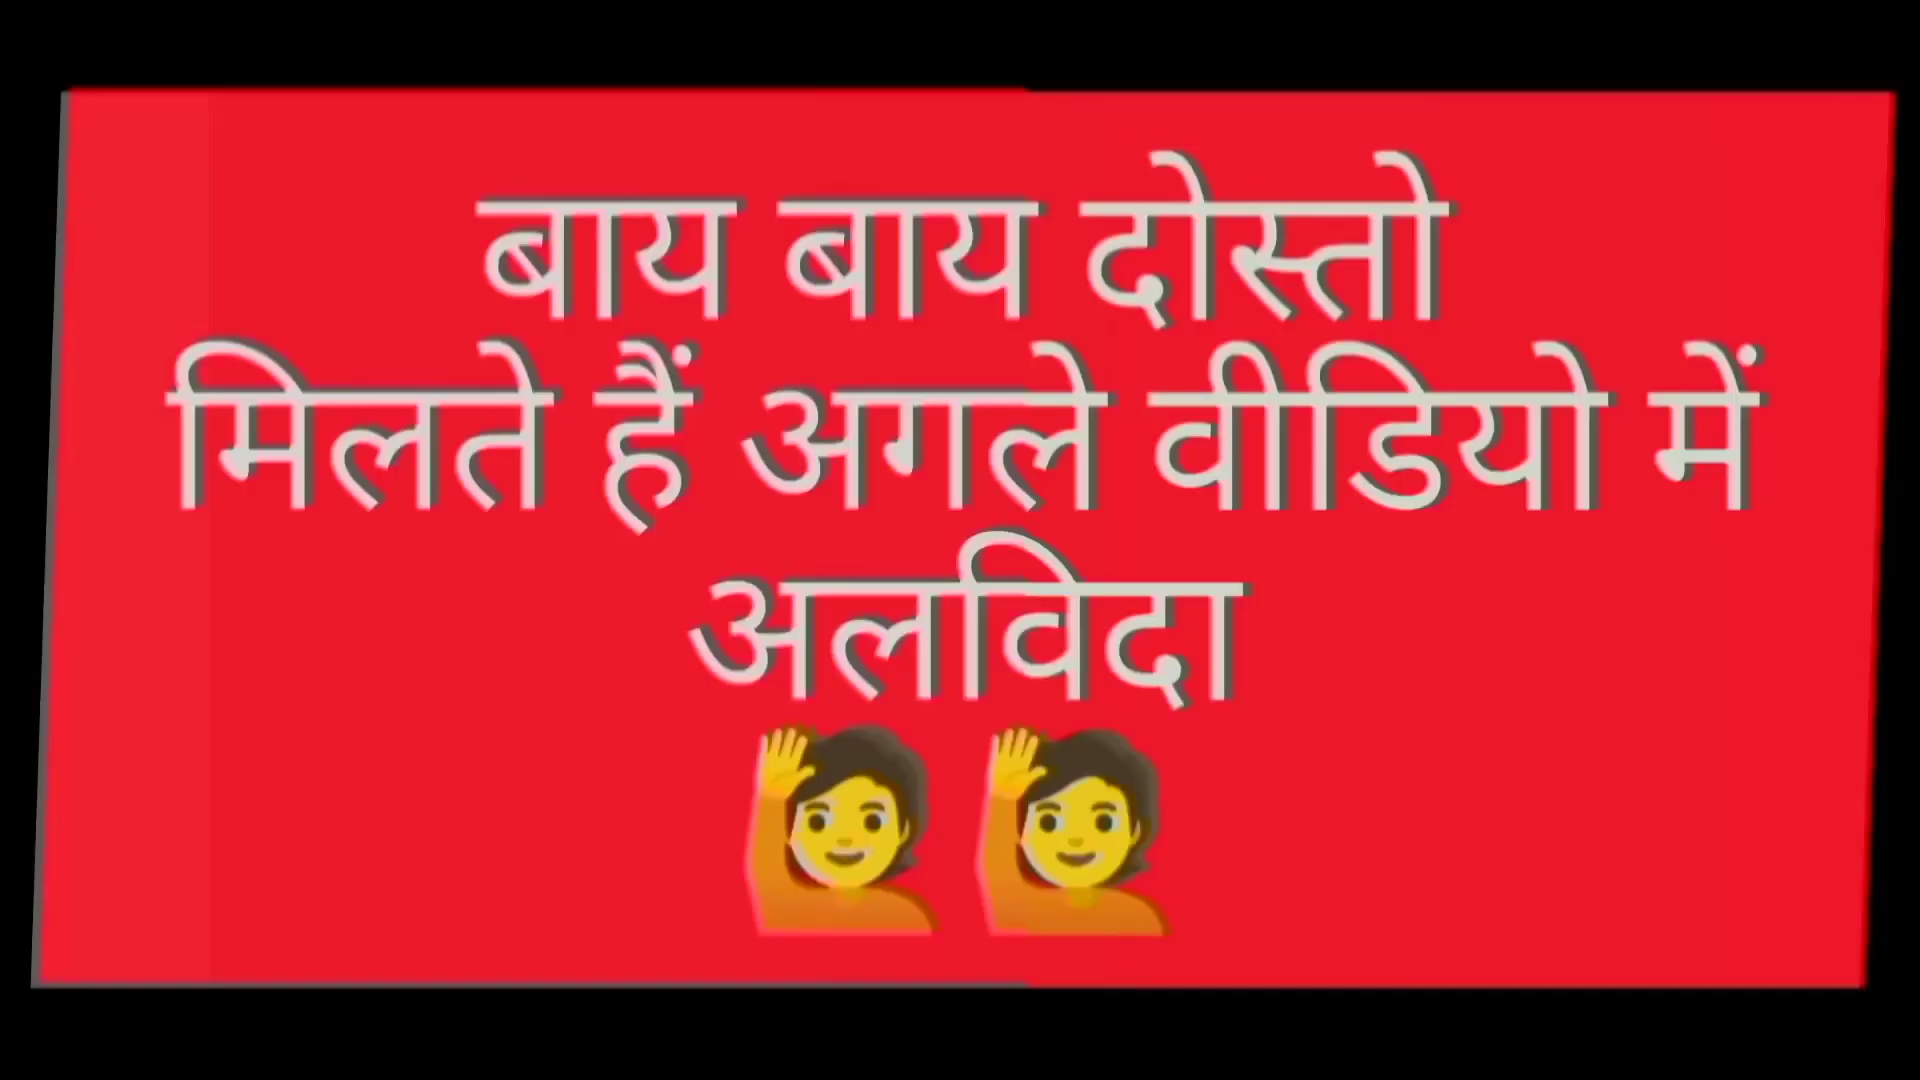 बाय बाय दोस्तो
मिलते हैं अगले वीडियो में
अलविदा